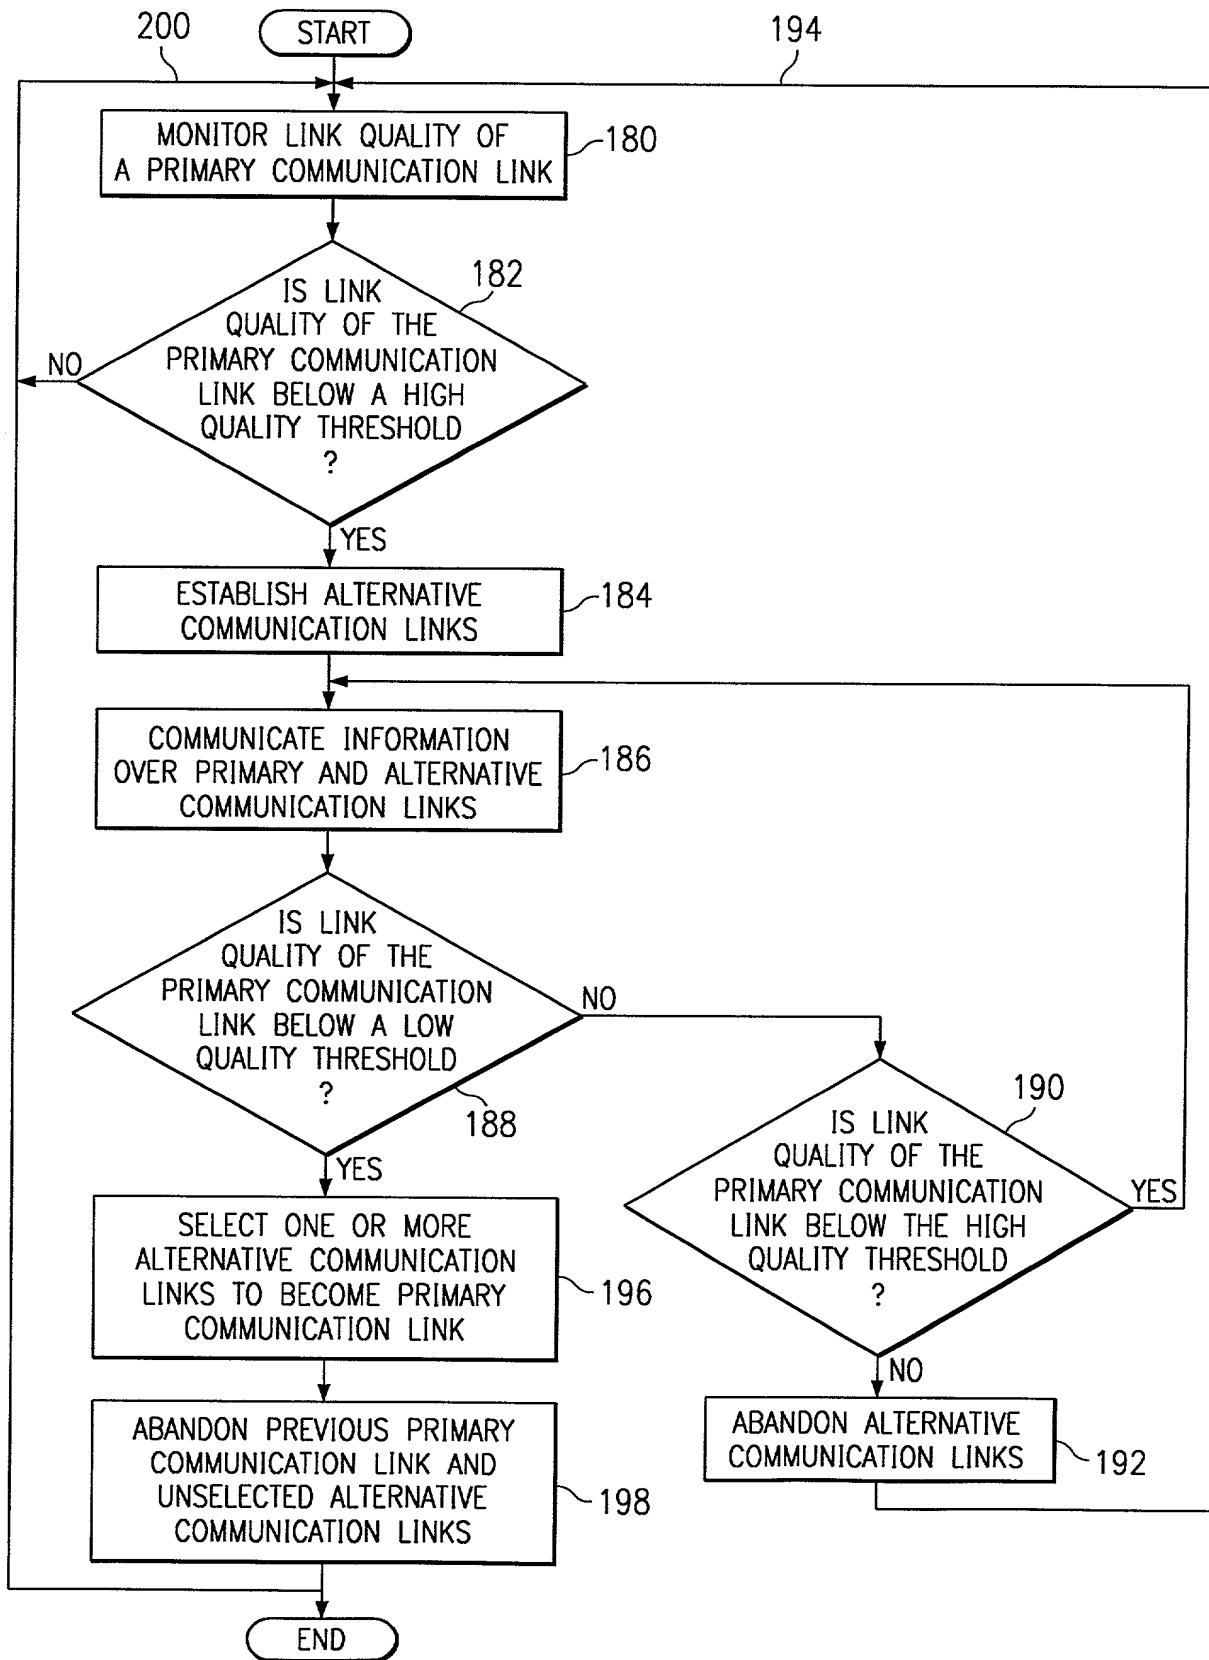 200
START
194
MONITOR LINK QUALITY OF
A PRIMARY COMMUNICATION LINK
180
IS LINK
QUALITY OF THE
PRIMARY COMMUNICATION
LINK BELOW A HIGH
QUALITY THRESHOLD
?
182
NO
YES
ESTABLISH ALTERNATIVE
COMMUNICATION LINKS
184
COMMUNICATE INFORMATION
OVER PRIMARY AND ALTERNATIVE
COMMUNICATION LINKS
186
IS LINK
QUALITY OF THE
PRIMARY COMMUNICATION
LINK BELOW A LOW
QUALITY THRESHOLD
?
188
NO
YES
IS LINK
QUALITY OF THE
PRIMARY COMMUNICATION
LINK BELOW THE HIGH
QUALITY THRESHOLD
?
190
YES
NO
SELECT ONE OR MORE
ALTERNATIVE COMMUNICATION
LINKS TO BECOME PRIMARY
COMMUNICATION LINK
196
ABANDON ALTERNATIVE
COMMUNICATION LINKS
192
ABANDON PREVIOUS PRIMARY
COMMUNICATION LINK AND
UNSELECTED ALTERNATIVE
COMMUNICATION LINKS
198
END